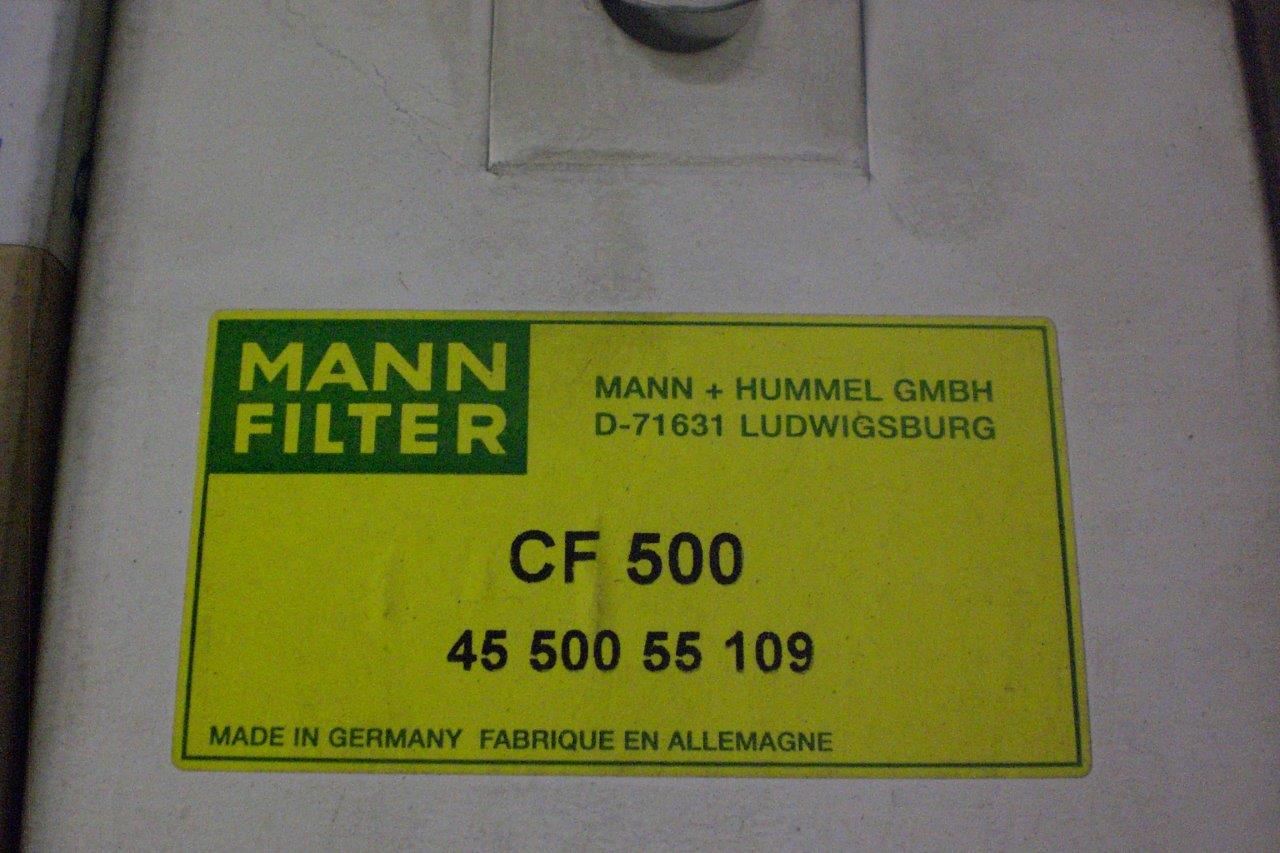 MANN
FILTER
MANN + HUMMEL GMBH
D-71631 LUDWIGSBURG
CF 500
45 500 55 109
MADE IN GERMANY FABRIQUE EN ALLEMAGNE